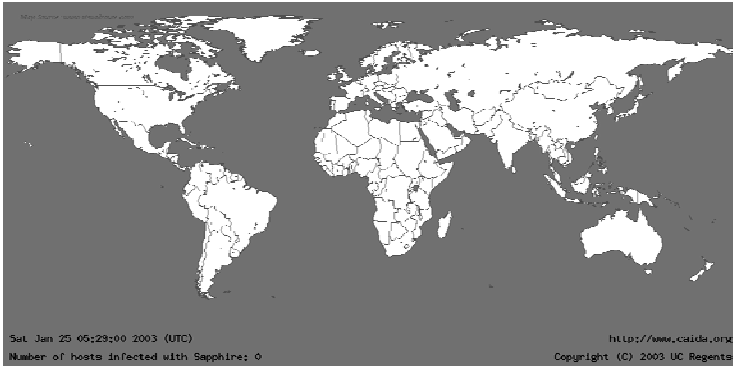 Sat Jan 25 05:29:00 2003 (UTC)
http://www.caida.org
Number of hosts infected with Sapphire: 0
Copyright (C) 2003 UC Regents